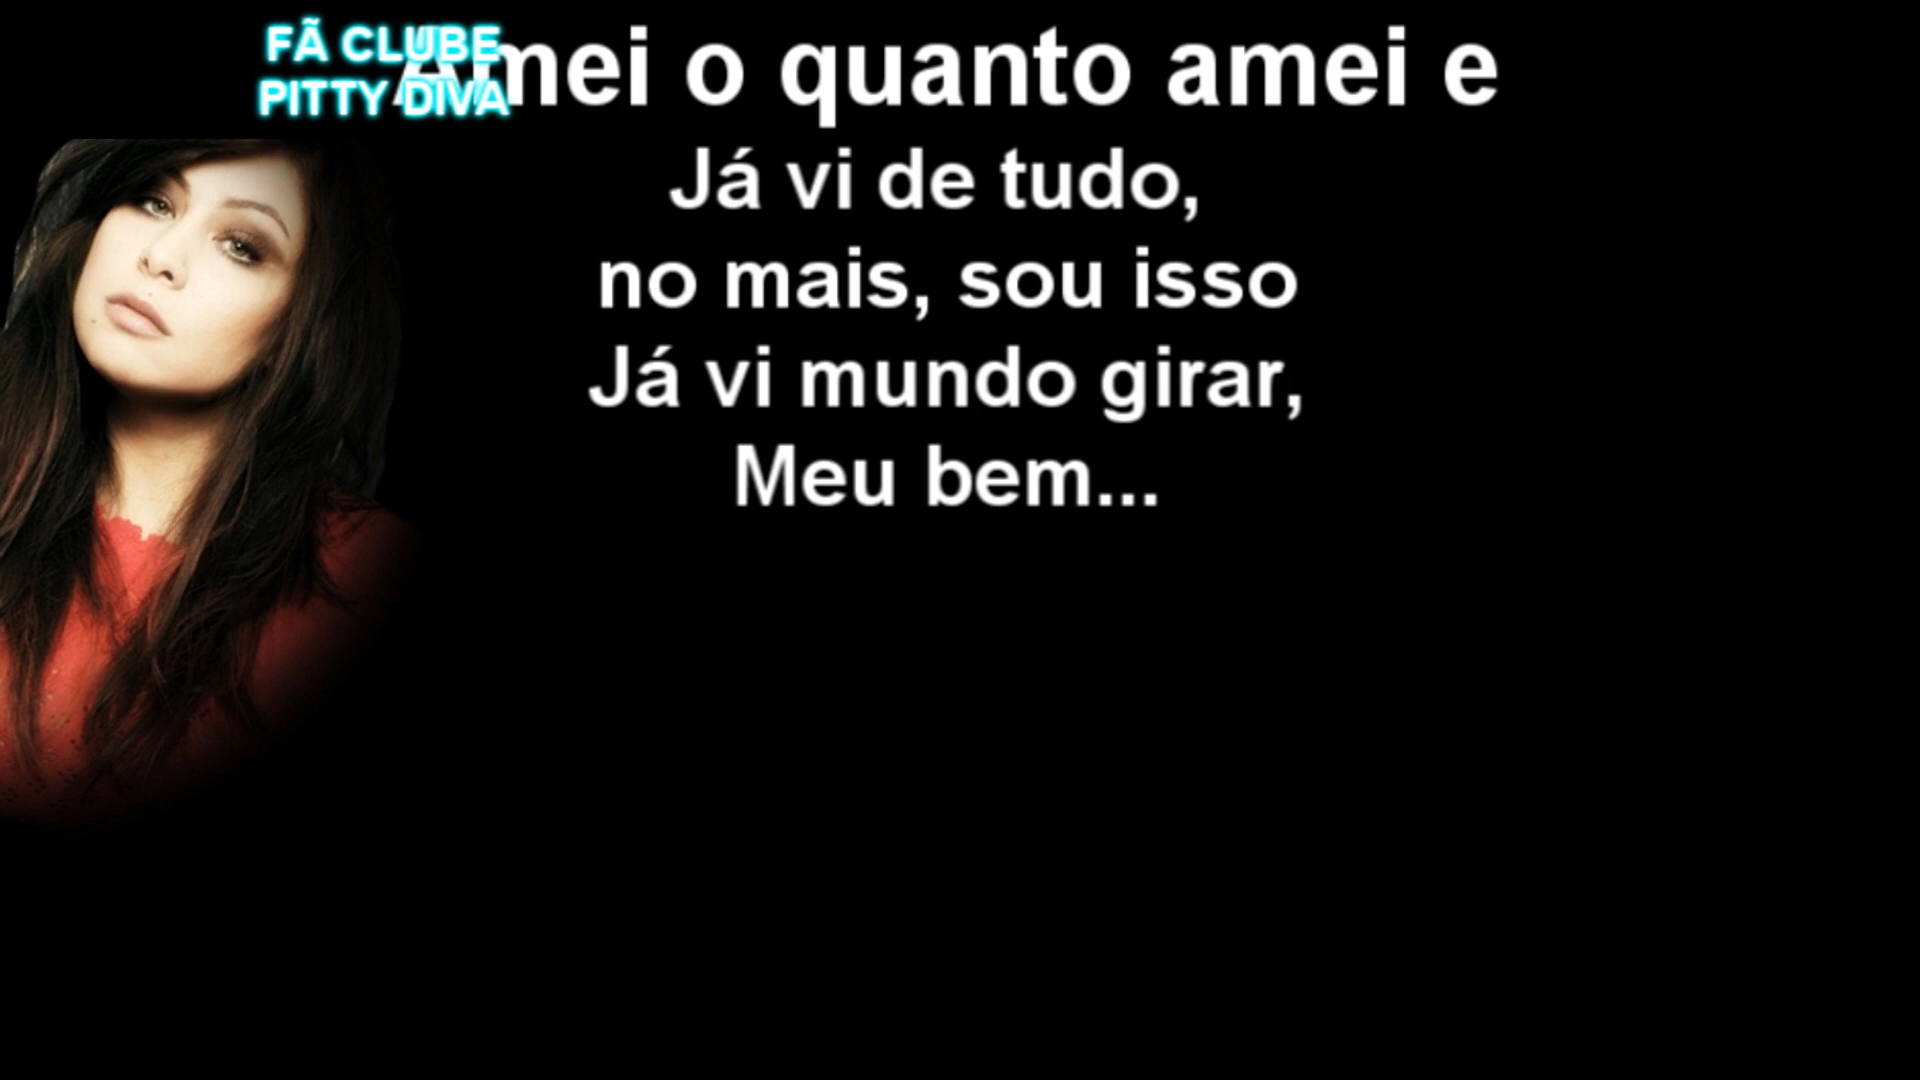 FÃ CLUBE
PITTY DIVA
Amei o quanto amei e
Já vi de tudo,
no mais, sou isso
Já vi mundo girar,
Meu bem...